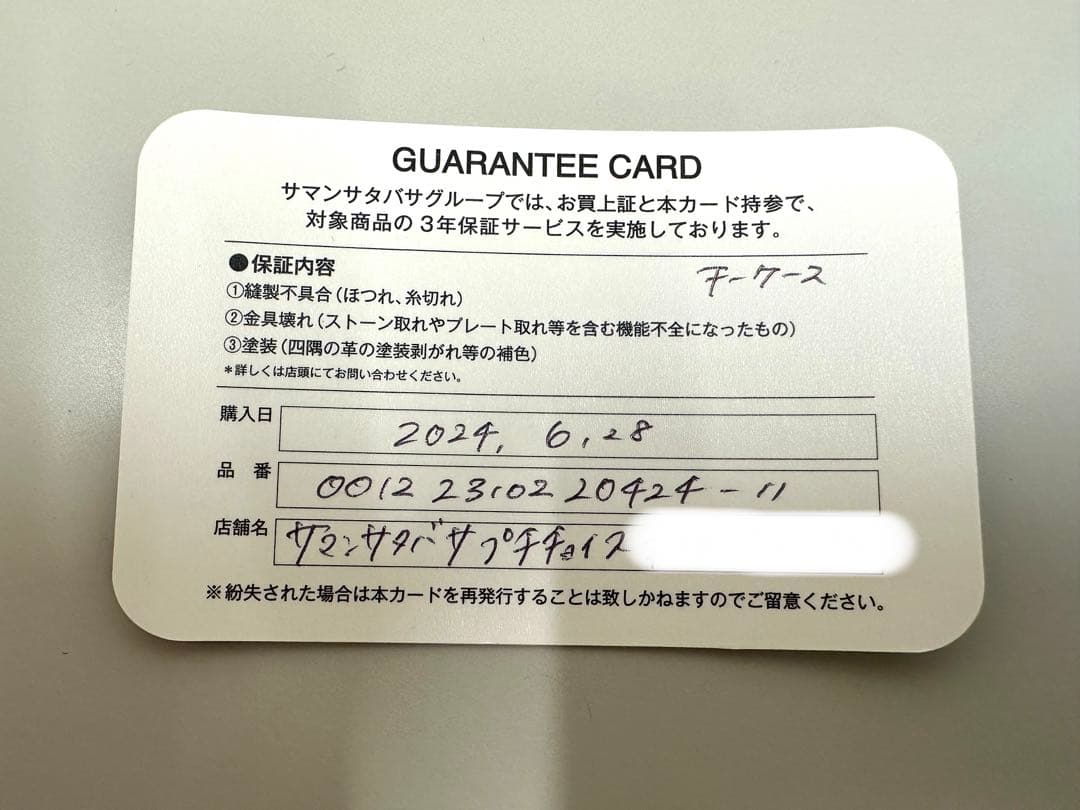 GUARANTEE CARD
サマンサタバサグループでは、お買上証と本カード持参で、
対象商品の3年保証サービスを実施しております。
●保証内容
キーケース
①縫製不具合(ほつれ、糸切れ)
②金具壊れ(ストーン取れやプレート取れ等を含む機能不全になったもの)
③塗装(四隅の革の塗装剥がれ等の補色)
*詳しくは店頭にてお問い合わせください。
購入日 2024. 6.28
品番 0012 23102 20424-11
店舗名 サマンサタバサプチチョイス
※紛失された場合は本カードを再発行することは致しかねますのでご留意ください。